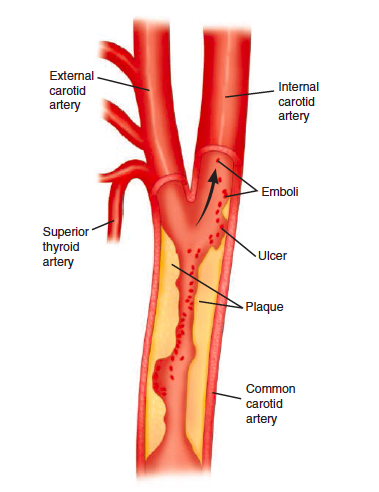 External
carotid
artery
Internal
carotid
artery
Emboli
Superior
thyroid
artery
Ulcer
Plaque
Common
carotid
artery